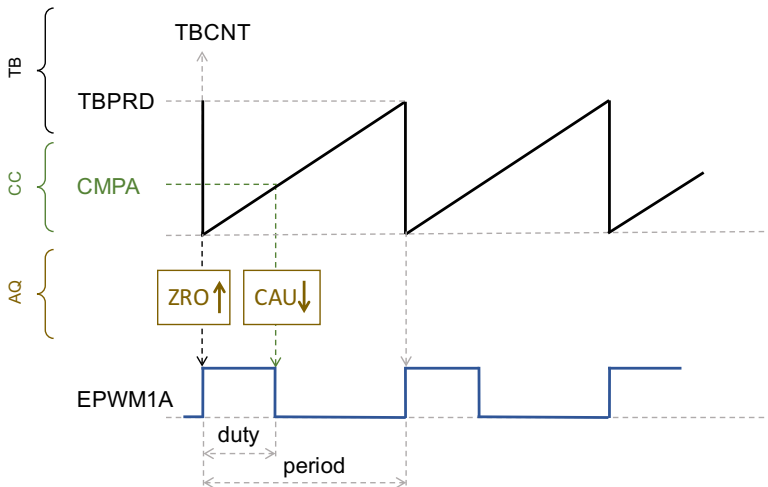 TBCNT
TB
TBPRD
CC
CMPA
AQ
ZRO
CAU
EPWM1A
duty
period